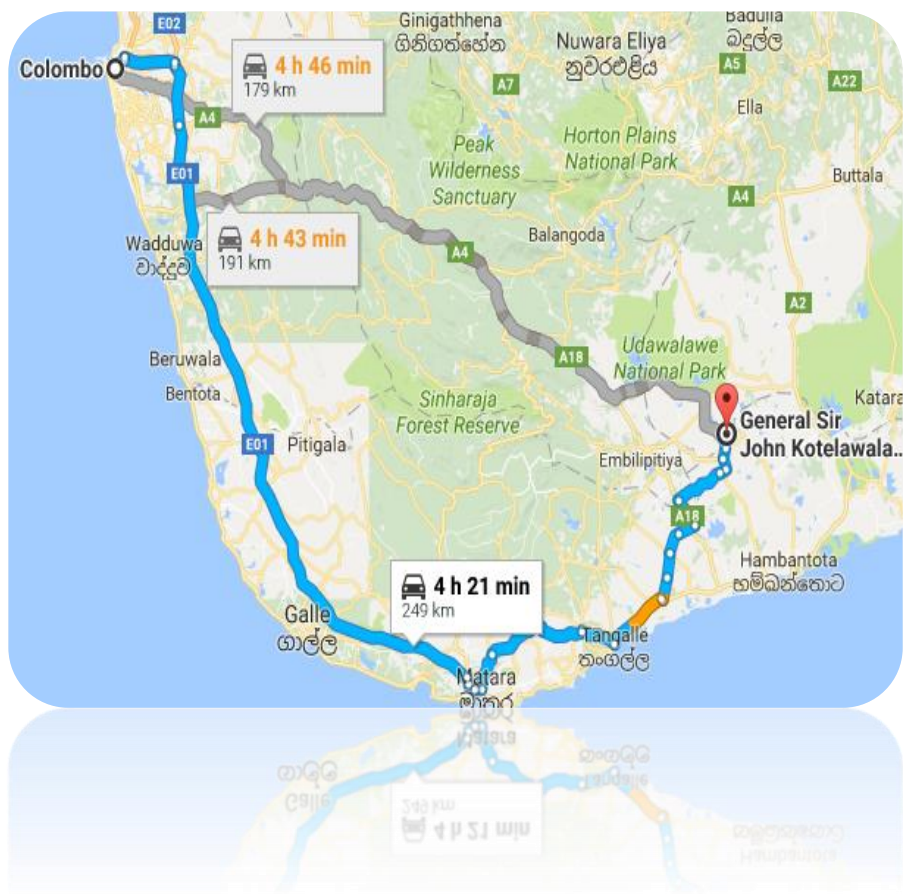 E02
Ginigathhena
ගිනිගත්හේන
Badulla
බදුල්ල
Nuwara Eliya
නුවරඑළිය
Colombo
4 h 46 min
179 km
A7
A5
A22
A4
Ella
Peak
Wilderness
Sanctuary
Horton Plains
National Park
E01
Buttala
A4
4 h 43 min
191 km
Wadduwa
වාද්දුව
Balangoda
A4
A2
Beruwala
A18
Udawalawe
National Park
Bentota
Sinharaja
Forest Reserve
Katara
General Sir
John Kotelawala..
E01
Pitigala
Embilipitiya
A18
Hambantota
හම්බන්තොට
4 h 21 min
249 km
Galle
ගාල්ල
Tangalle
තංගල්ල
Matara
මාතර